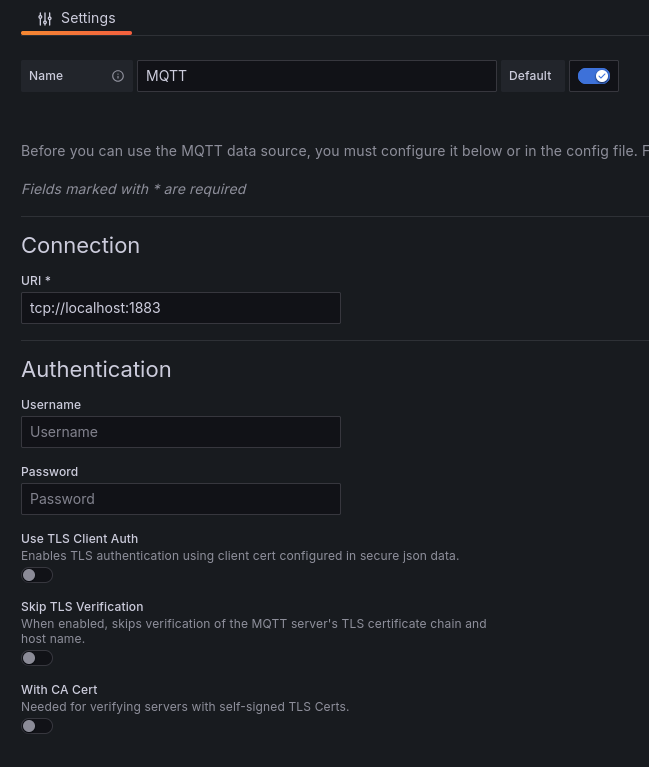 Settings
Name
MQTT
Default
Before you can use the MQTT data source, you must configure it below or in the config file. F
Fields marked with * are required
Connection
URI *
tcp://localhost:1883
Authentication
Username
Username
Password
Password
Use TLS Client Auth
Enables TLS authentication using client cert configured in secure json data.
Skip TLS Verification
When enabled, skips verification of the MQTT server's TLS certificate chain and
host name.
With CA Cert
Needed for verifying servers with self-signed TLS Certs.